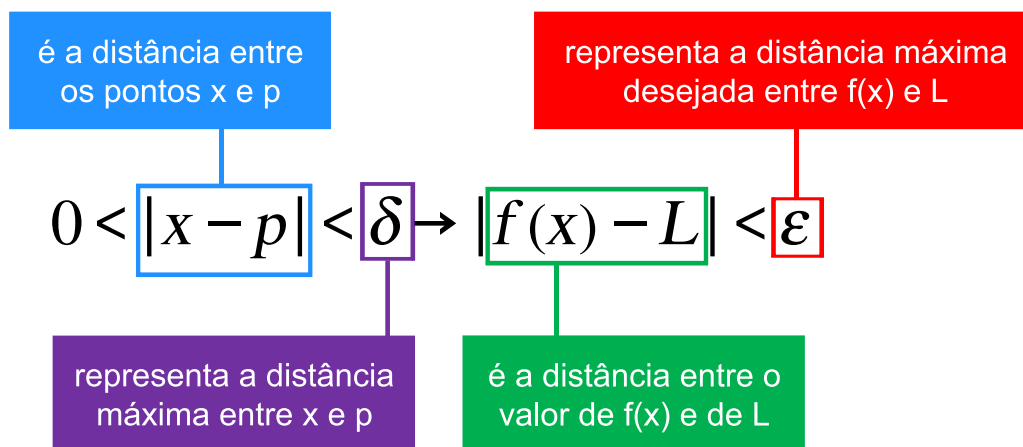 é a distância entre
os pontos x e p
representa a distância máxima
desejada entre f(x) e L
0 < |x − p| < δ → |f(x) − L| < ε
representa a distância
máxima entre x e p
é a distância entre o
valor de f(x) e de L